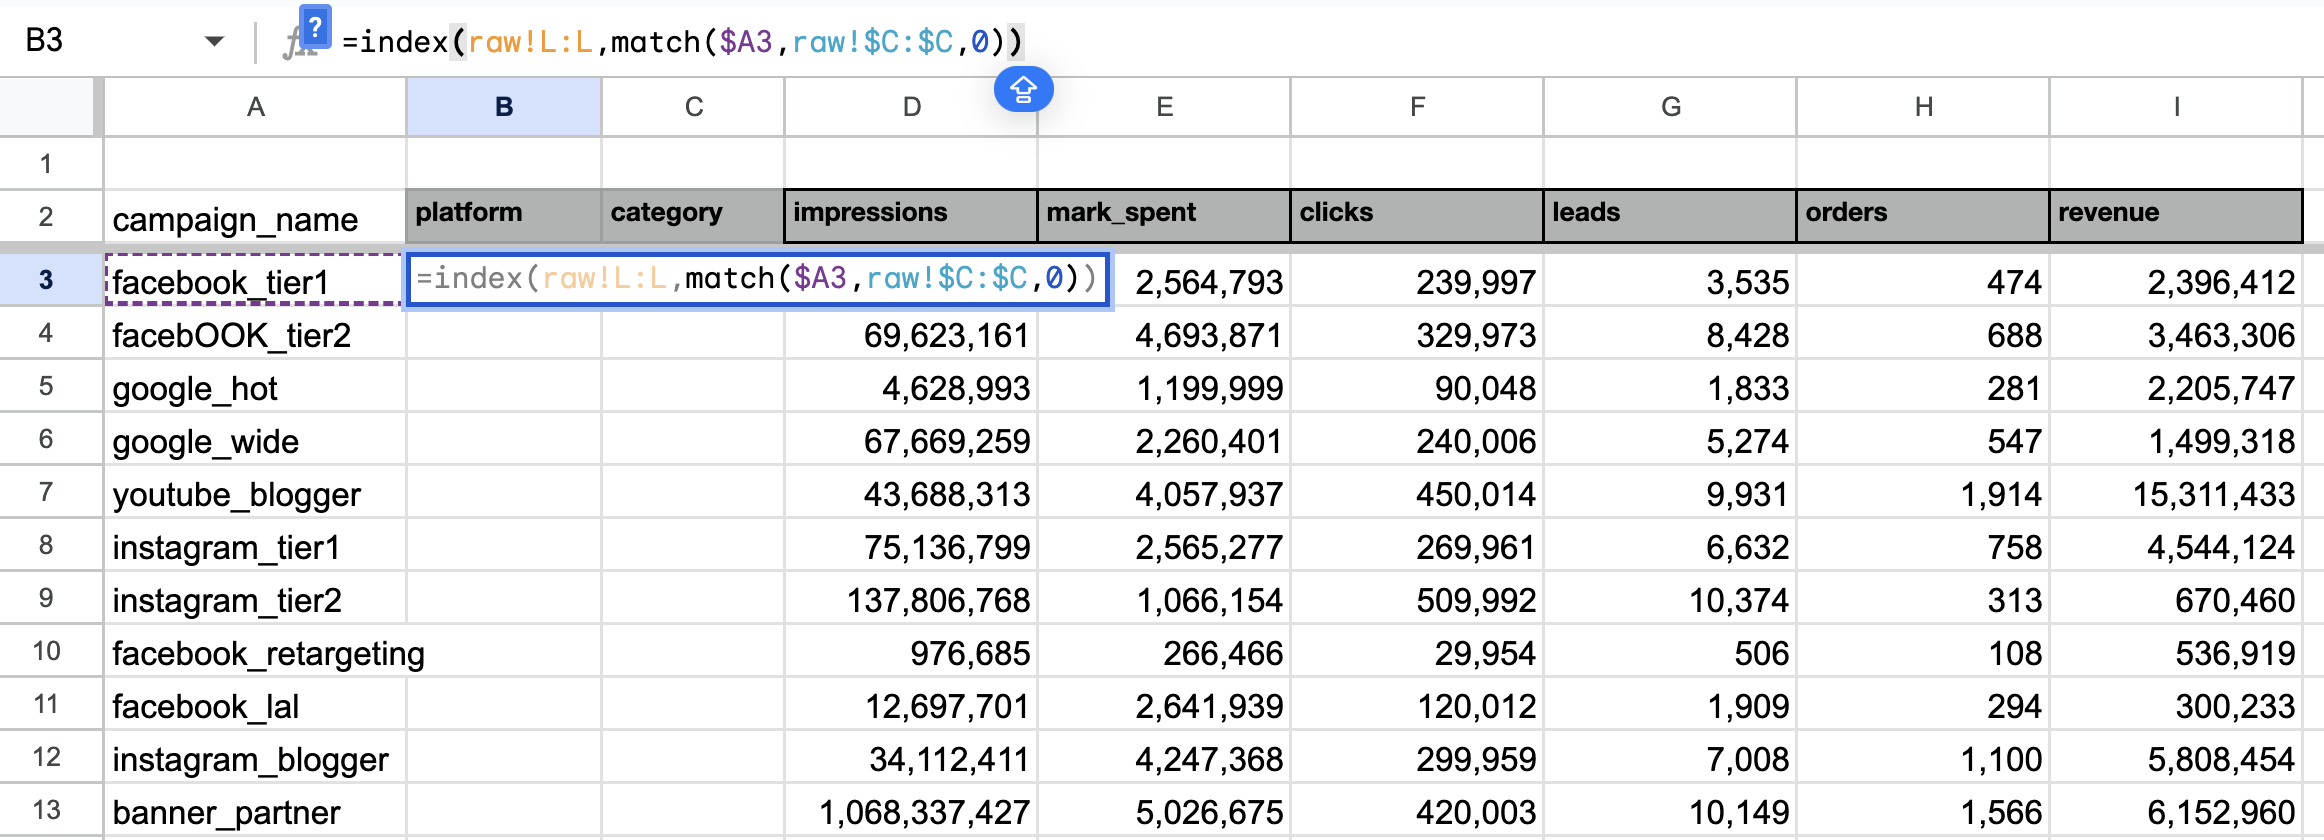 B3 fx ? =index(raw!L:L,match($A3,raw!$C:$C,0))
A B C D E F G H I
1
2 campaign_name platform category impressions mark_spent clicks leads orders revenue
3 facebook_tier1 =index(raw!L:L,match($A3,raw!$C:$C,0)) 2,564,793 239,997 3,535 474 2,396,412
4 facebOOK_tier2 69,623,161 4,693,871 329,973 8,428 688 3,463,306
5 google_hot 4,628,993 1,199,999 90,048 1,833 281 2,205,747
6 google_wide 67,669,259 2,260,401 240,006 5,274 547 1,499,318
7 youtube_blogger 43,688,313 4,057,937 450,014 9,931 1,914 15,311,433
8 instagram_tier1 75,136,799 2,565,277 269,961 6,632 758 4,544,124
9 instagram_tier2 137,806,768 1,066,154 509,992 10,374 313 670,460
10 facebook_retargeting 976,685 266,466 29,954 506 108 536,919
11 facebook_lal 12,697,701 2,641,939 120,012 1,909 294 300,233
12 instagram_blogger 34,112,411 4,247,368 299,959 7,008 1,100 5,808,454
13 banner_partner 1,068,337,427 5,026,675 420,003 10,149 1,566 6,152,960